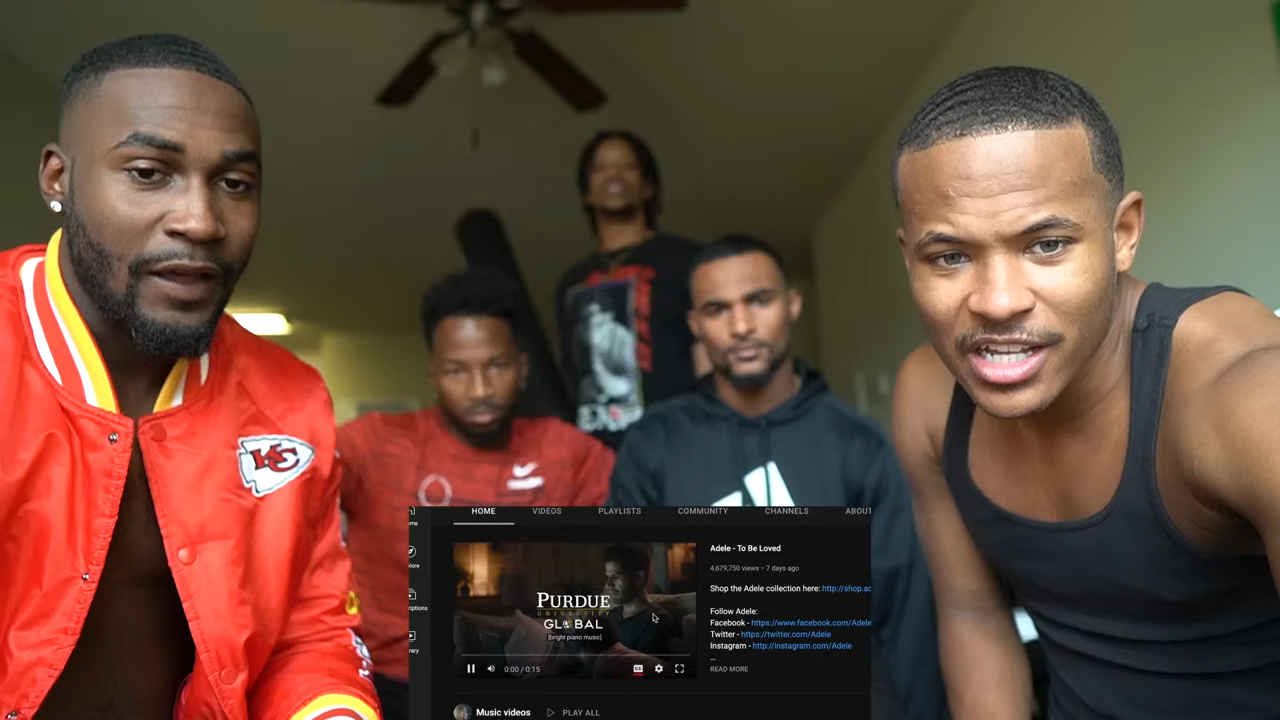 KC
HOME VIDEOS PLAYLISTS COMMUNITY CHANNELS ABOUT
Adele - To Be Loved
4,679,750 views • 7 days ago
Shop the Adele collection here: http://shop.ac
Follow Adele:
Facebook - https://www.facebook.com/Adele
Twitter - https://twitter.com/Adele
Instagram - http://instagram.com/Adele
...
READ MORE
PURDUE
UNIVERSITY
GLOBAL
[bright piano music]
0:00 / 0:15
CC
Music videos PLAY ALL